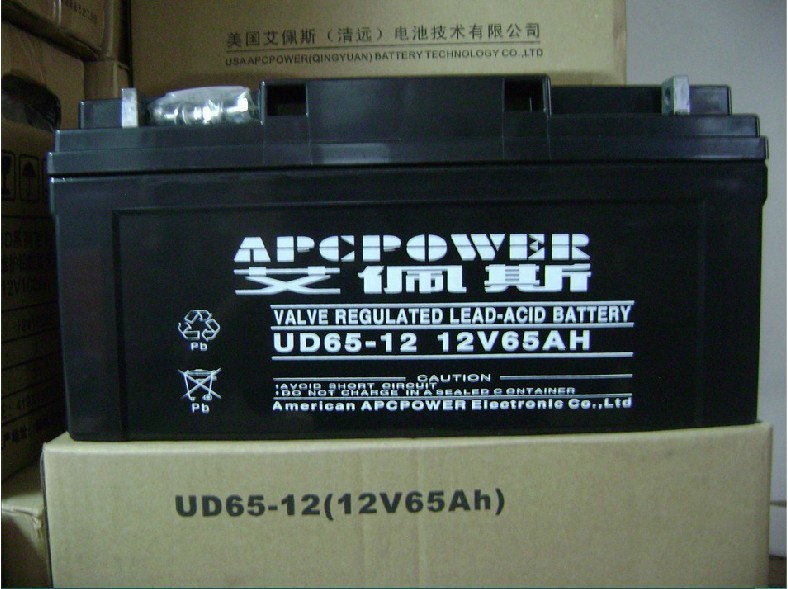 美国艾佩斯（清远）电池技术有限公司
USAAPCPOWER(QINGYUAN) BATTERY TECHNOLOGY CO.,LTD
APCPOWER
艾佩斯
VALVE REGULATED LEAD-ACID BATTERY
UD65-12 12V65AH
Pb
CAUTION
!AVOID SHORT CIRCUIT
!DO NOT CHARGE IN A SEALED CONTAINER
Pb
American APCPOWER Electronic Co.,Ltd
UD65-12(12V65Ah)